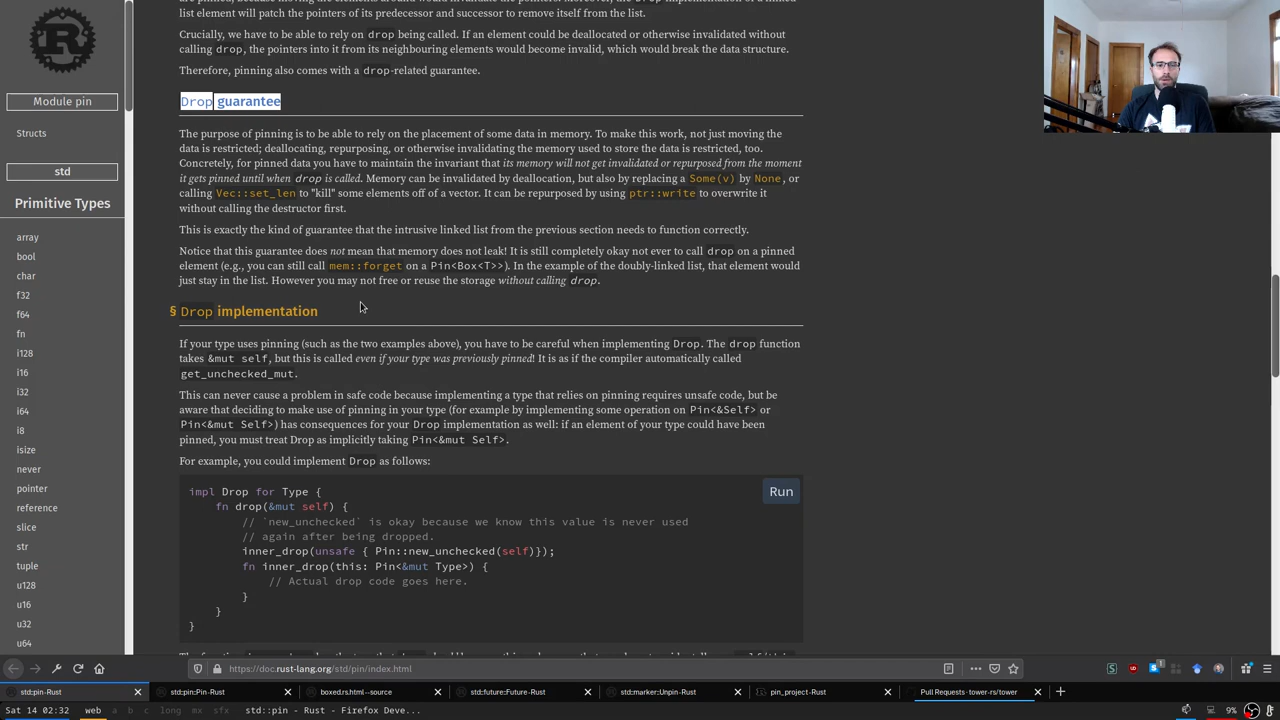 list element will patch the pointers of its predecessor and successor to remove itself from the list.
Crucially, we have to be able to rely on drop being called. If an element could be deallocated or otherwise invalidated without
calling drop, the pointers into it from its neighbouring elements would become invalid, which would break the data structure.
Therefore, pinning also comes with a drop-related guarantee.
Drop guarantee
The purpose of pinning is to be able to rely on the placement of some data in memory. To make this work, not just moving the
data is restricted; deallocating, repurposing, or otherwise invalidating the memory used to store the data is restricted, too.
Concretely, for pinned data you have to maintain the invariant that its memory will not get invalidated or repurposed from the moment
it gets pinned until when drop is called. Memory can be invalidated by deallocation, but also by replacing a Some(v) by None, or
calling Vec::set_len to "kill" some elements off of a vector. It can be repurposed by using ptr::write to overwrite it
without calling the destructor first.
This is exactly the kind of guarantee that the intrusive linked list from the previous section needs to function correctly.
Notice that this guarantee does not mean that memory does not leak! It is still completely okay not ever to call drop on a pinned
element (e.g., you can still call mem::forget on a Pin<Box<T>>). In the example of the doubly-linked list, that element would
just stay in the list. However you may not free or reuse the storage without calling drop.
§ Drop implementation
If your type uses pinning (such as the two examples above), you have to be careful when implementing Drop. The drop function
takes &mut self, but this is called even if your type was previously pinned! It is as if the compiler automatically called
get_unchecked_mut.
This can never cause a problem in safe code because implementing a type that relies on pinning requires unsafe code, but be
aware that deciding to make use of pinning in your type (for example by implementing some operation on Pin<&Self> or
Pin<&mut Self>) has consequences for your Drop implementation as well: if an element of your type could have been
pinned, you must treat Drop as implicitly taking Pin<&mut Self>.
For example, you could implement Drop as follows:
Run
impl Drop for Type {
fn drop(&mut self) {
// `new_unchecked` is okay because we know this value is never used
// again after being dropped.
inner_drop(unsafe { Pin::new_unchecked(self)});
fn inner_drop(this: Pin<&mut Type>) {
// Actual drop code goes here.
}
}
}
Module pin
Structs
std
Primitive Types
array
bool
char
f32
f64
fn
i128
i16
i32
i64
i8
isize
never
pointer
reference
slice
str
tuple
u128
u16
u32
u64
https://doc.rust-lang.org/std/pin/index.html
std::pin - Rust
std::pin::Pin - Rust
boxed.rs.html -- source
std::future::Future - Rust
std::marker::Unpin - Rust
pin_project - Rust
Pull Requests · tower-rs/tower
Sat 14 02:32 web a b c long mx sfx std::pin - Rust - Firefox Deve... 9%